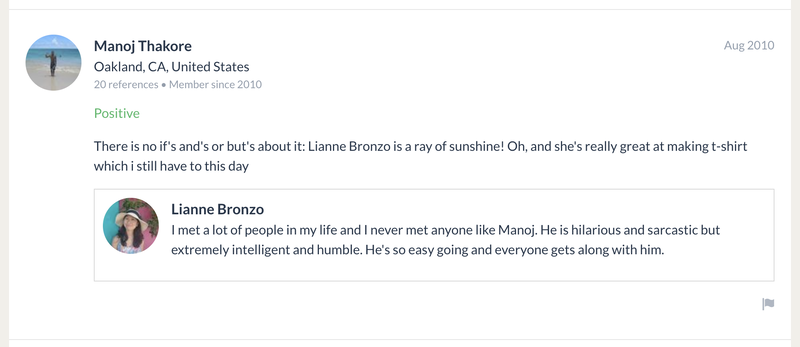 Manoj Thakore
Aug 2010
Oakland, CA, United States
20 references • Member since 2010
Positive
There is no if's and's or but's about it: Lianne Bronzo is a ray of sunshine! Oh, and she's really great at making t-shirt
which i still have to this day
Lianne Bronzo
I met a lot of people in my life and I never met anyone like Manoj. He is hilarious and sarcastic but
extremely intelligent and humble. He's so easy going and everyone gets along with him.